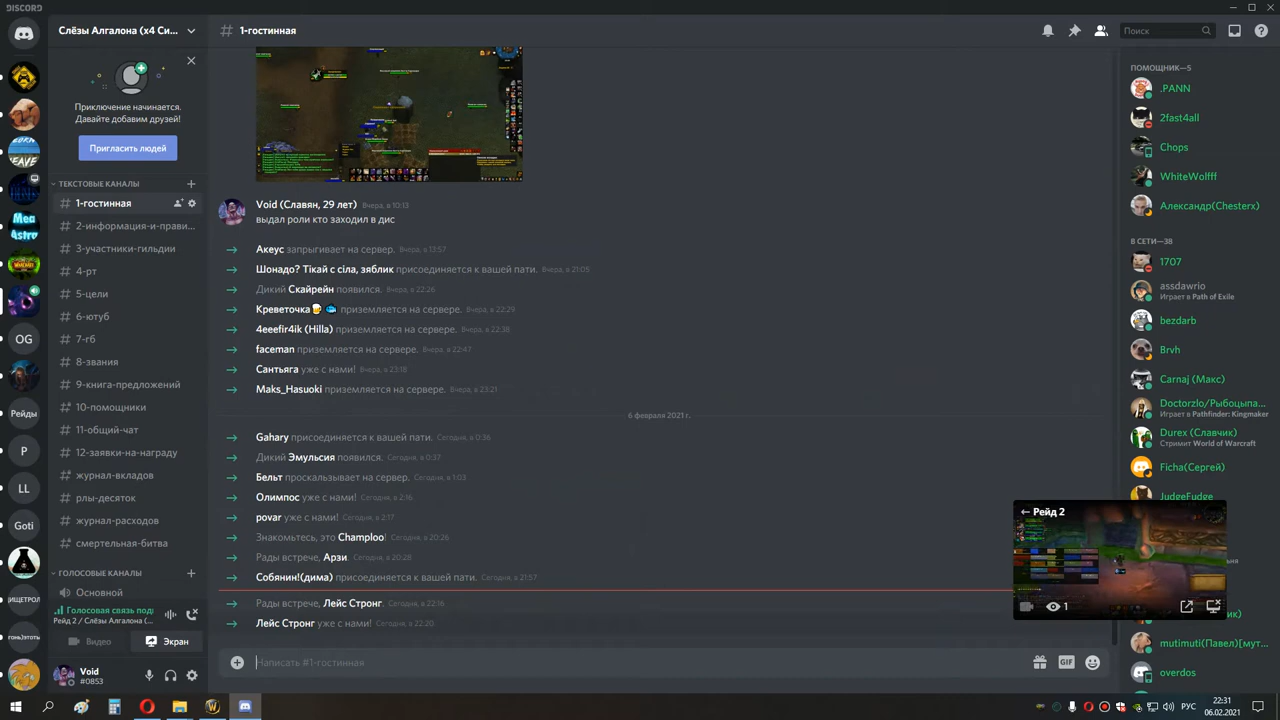 DISCORD
Слёзы Алгалона (x4 Си...
# 1-гостинная
Поиск
Приключение начинается.
Давайте добавим друзей!
Пригласить людей
ТЕКСТОВЫЕ КАНАЛЫ
# 1-гостинная
# 2-информация-и-прави...
# 3-участники-гильдии
# 4-рт
# 5-цели
# 6-ютуб
# 7-гб
# 8-звания
# 9-книга-предложений
# 10-помощники
# 11-общий-чат
# 12-заявки-на-награду
# журнал-вкладов
# рлы-десяток
# журнал-расходов
# смертельная-битва
ГОЛОСОВЫЕ КАНАЛЫ
Основной
Голосовая связь под
Рейд 2 / Слёзы Алгалона (...
Видео
Экран
Void
#0853
Mea
Astro
OG
Рейды
P
LL
Goti
Void (Славян, 29 лет) Вчера, в 10:13
выдал роли кто заходил в дис
Акеус запрыгивает на сервер. Вчера, в 12:57
Шонадо? Тікай с сіла, зяблик присоединяется к вашей пати. Вчера, в 21:05
Дикий Скайрейн появился. Вчера, в 22:26
Креветочка🍺🐟 приземляется на сервере. Вчера, в 22:29
4eeefir4ik (Hilla) приземляется на сервере. Вчера, в 22:38
faceman приземляется на сервере. Вчера, в 22:47
Сантьяга уже с нами! Вчера, в 23:18
Maks_Hasuoki приземляется на сервере. Вчера, в 23:21
6 февраля 2021 г.
Gahary присоединяется к вашей пати. Сегодня, в 0:36
Дикий Эмульсия появился. Сегодня, в 0:37
Бельт проскальзывает на сервер. Сегодня, в 1:03
Олимпос уже с нами! Сегодня, в 2:16
povar уже с нами! Сегодня, в 2:17
Знакомьтесь, это Champloo! Сегодня, в 20:26
Рады встрече, Арзи. Сегодня, в 20:28
Собянин!(дима) присоединяется к вашей пати. Сегодня, в 21:37
Рады встрече, Лейс Стронг. Сегодня, в 22:16
Лейс Стронг уже с нами! Сегодня, в 22:20
Написать #1-гостинная
GIF
ПОМОЩНИК—5
.PANN
2fast4all
Chops
WhiteWolfff
Александр(Chesterx)
В СЕТИ—38
1707
assdawrio
Играет в Path of Exile
bezdarb
Brvh
Carnaj (Макс)
Doctorzlo/Рыбоцыпа...
Играет в Pathfinder: Kingmaker
Durex (Славчик)
Стримит World of Warcraft
Ficha(Сергей)
JudgeFudge
Рейд 2
1
mutimuti(Павел)[мут...
overdos
РУС
22:31
06.02.2021